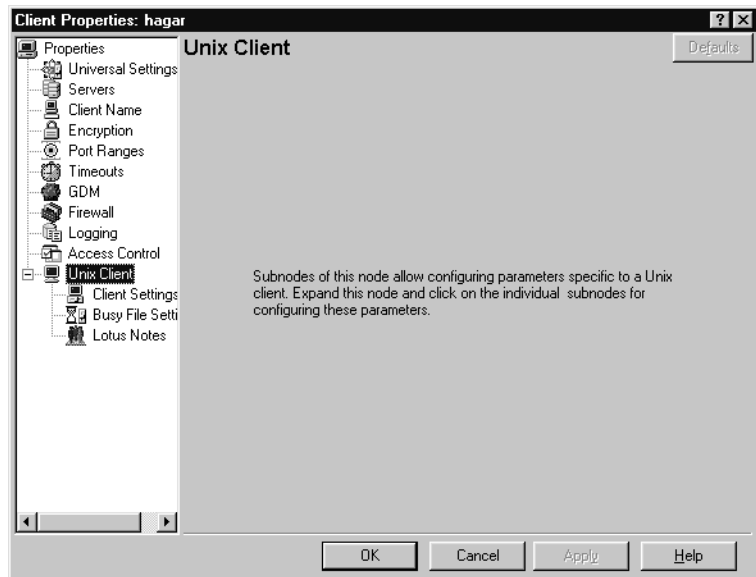 Client Properties: hagar
Properties
Universal Settings
Servers
Client Name
Encryption
Port Ranges
Timeouts
GDM
Firewall
Logging
Access Control
Unix Client
Client Settings
Busy File Setti
Lotus Notes
Unix Client
Defaults
Subnodes of this node allow configuring parameters specific to a Unix
client. Expand this node and click on the individual subnodes for
configuring these parameters.
OK Cancel Apply Help